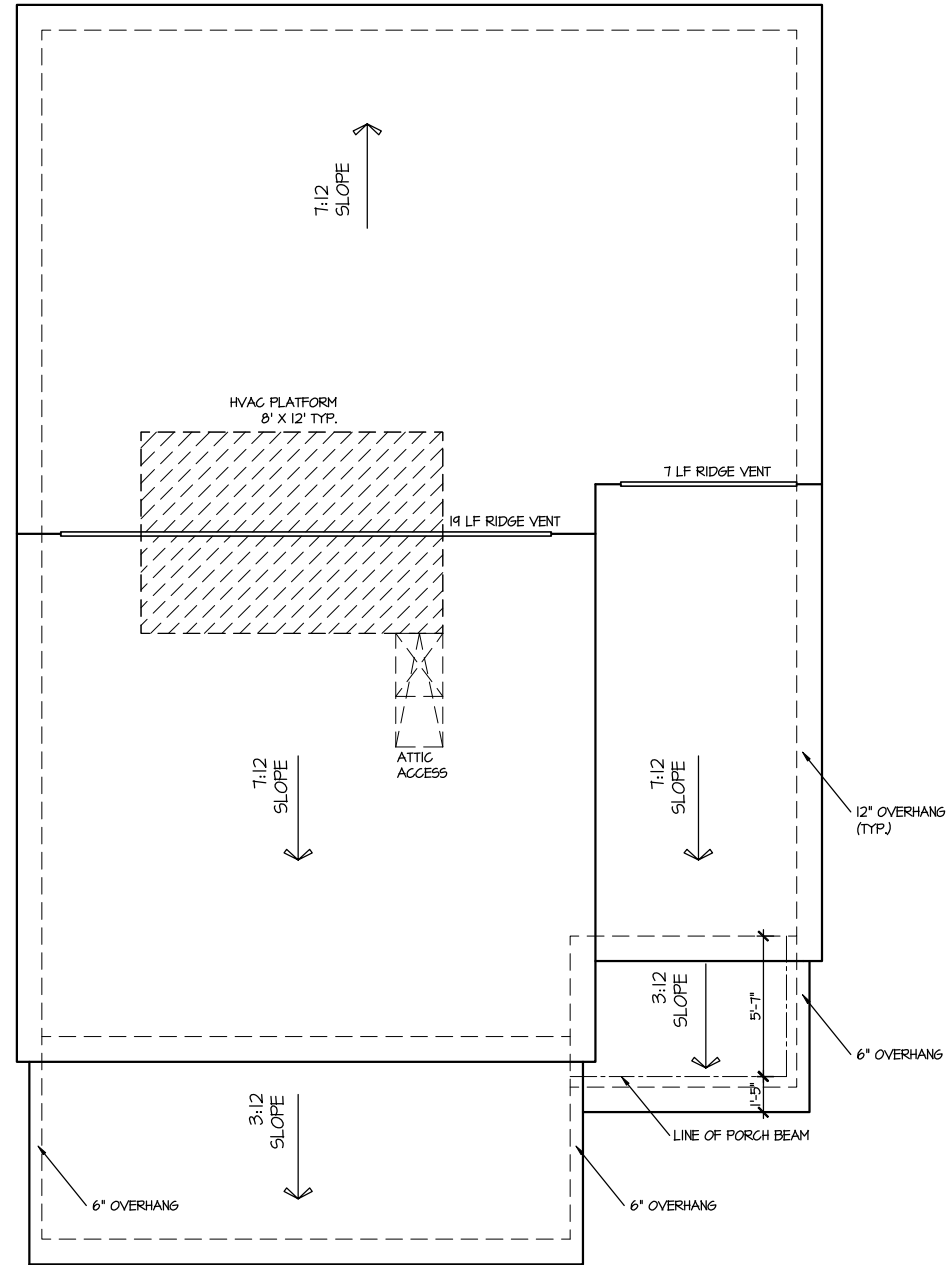 7:12
SLOPE
HVAC PLATFORM
8' X 12' TYP.
7 LF RIDGE VENT
19 LF RIDGE VENT
ATTIC
ACCESS
7:12
SLOPE
7:12
SLOPE
12" OVERHANG
(TYP.)
3:12
SLOPE
5'-7"
6" OVERHANG
1'-5"
3:12
SLOPE
LINE OF PORCH BEAM
6" OVERHANG
6" OVERHANG